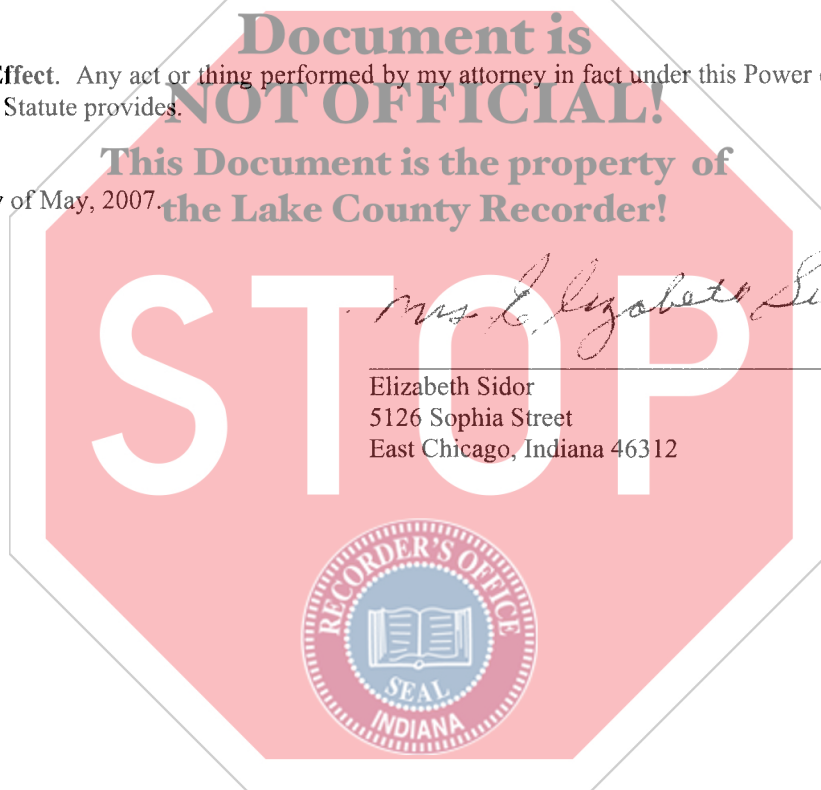 Document is
Effect. Any act or thing performed by my attorney in fact under this Power
Statute provides.
NOT OFFICIAL!
This Document is the property of
of May, 2007.
the Lake County Recorder!
Mrs Elizabeth
STOP
Elizabeth Sidor
5126 Sophia Street
East Chicago, Indiana 46312
RECORDER'S OFFICE
SEAL
INDIANA